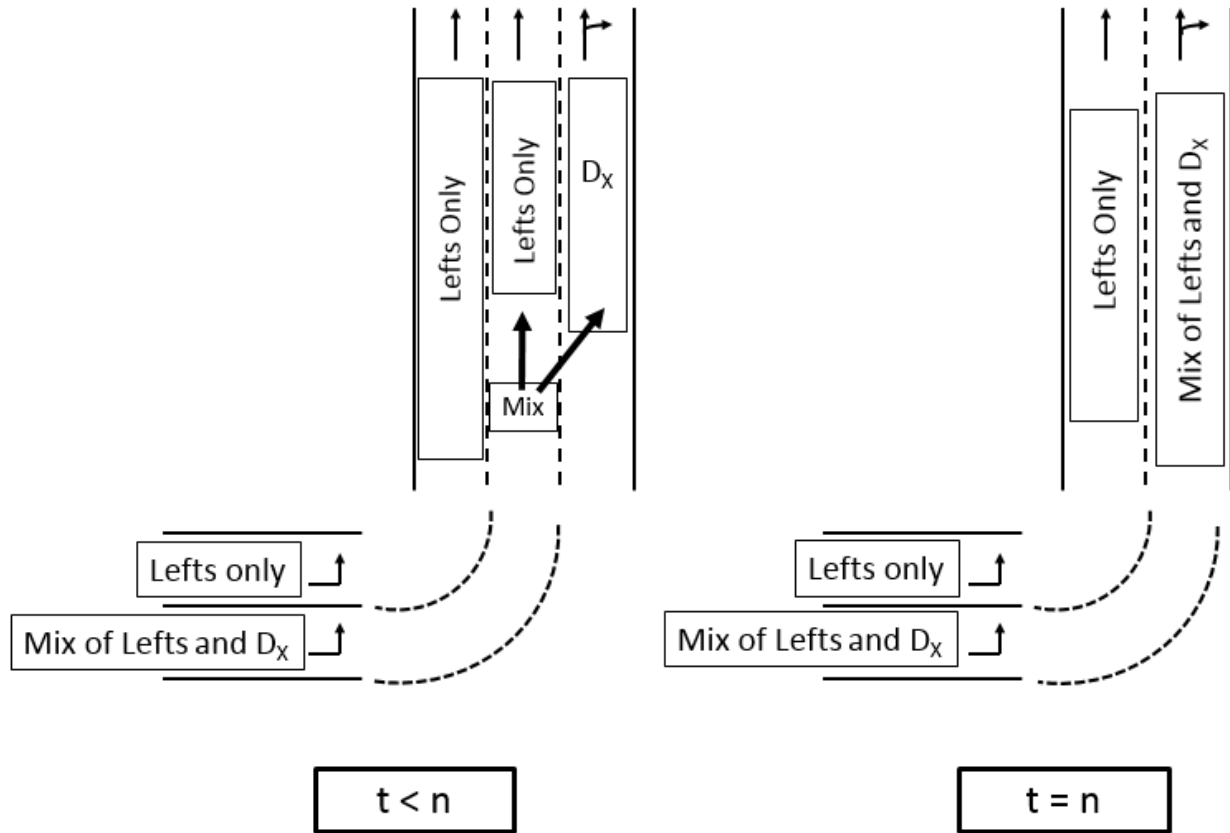 Lefts Only
Lefts Only
Dₓ
Mix
Lefts only
Mix of Lefts and Dₓ
t < n
Lefts Only
Mix of Lefts and Dₓ
Lefts only
Mix of Lefts and Dₓ
t = n